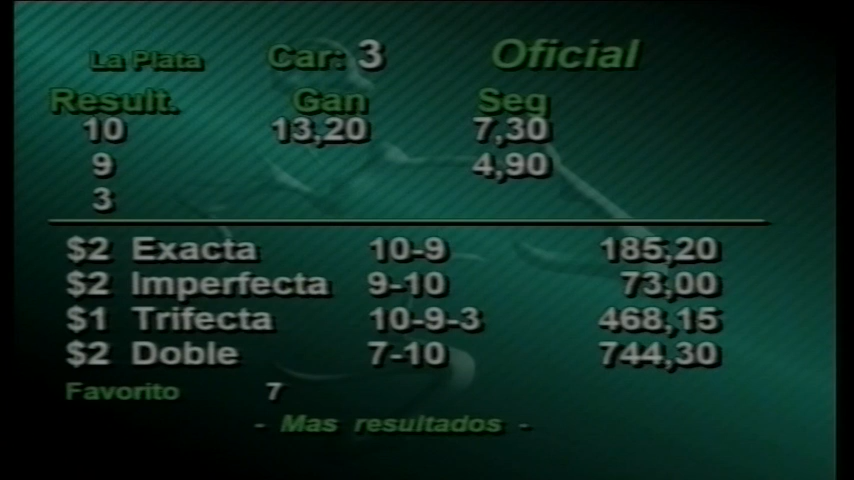 La Plata Car: 3 Oficial
Result. Gan Seg
10 13,20 7,30
9 4,90
3
$2 Exacta 10-9 185,20
$2 Imperfecta 9-10 73,00
$1 Trifecta 10-9-3 468,15
$2 Doble 7-10 744,30
Favorito 7
- Mas resultados -